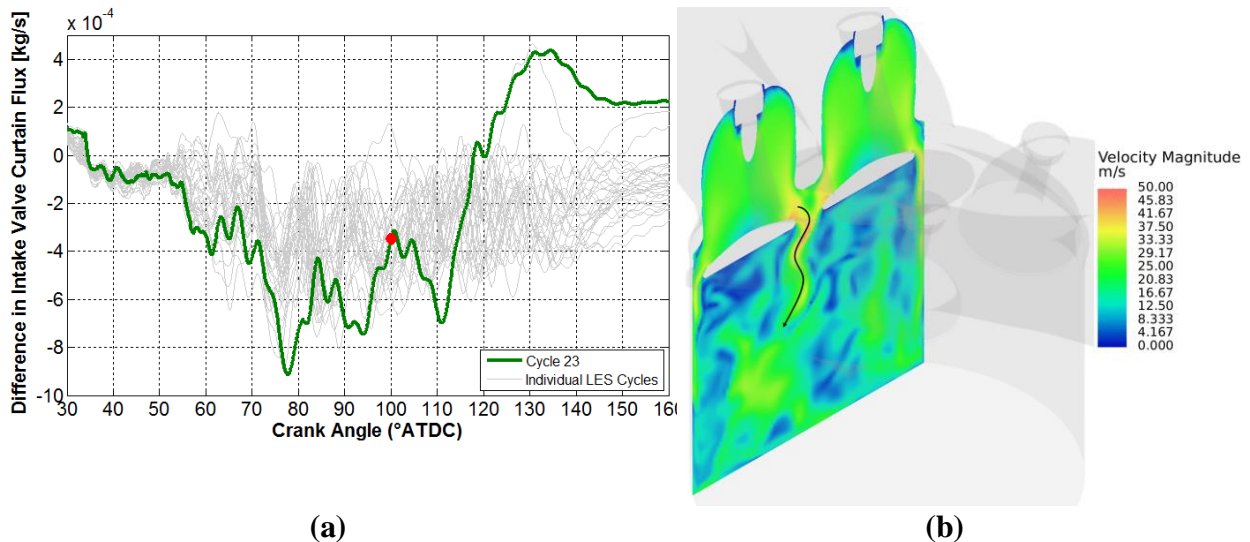 x 10⁻⁴
Difference in Intake Valve Curtain Flux [kg/s]
4
2
0
-2
-4
-6
-8
-10
30 40 50 60 70 80 90 100 110 120 130 140 150 160
Crank Angle (°ATDC)
Cycle 23
Individual LES Cycles
(a)
Velocity Magnitude
m/s
50.00
45.83
41.67
37.50
33.33
29.17
25.00
20.83
16.67
12.50
8.333
4.167
0.000
(b)